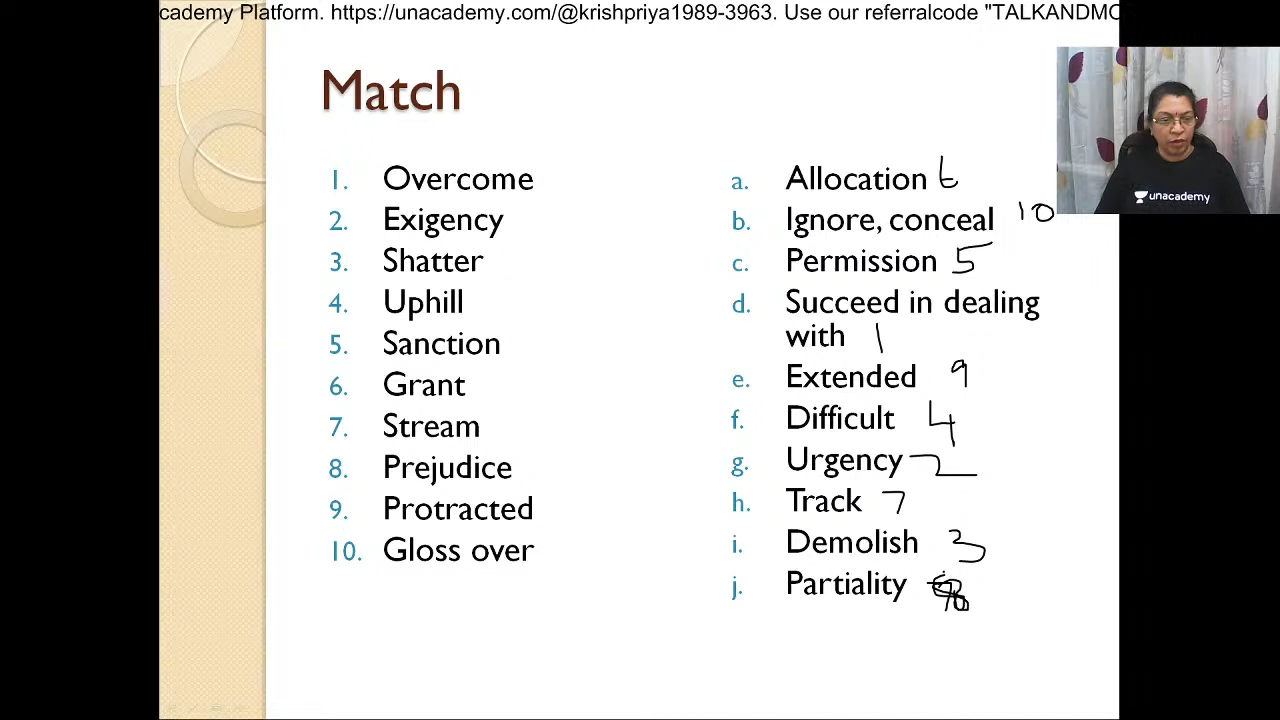 cademy Platform. https://unacademy.com/@krishpriya1989-3963. Use our referralcode "TALKANDMO
Match
1. Overcome
2. Exigency
3. Shatter
4. Uphill
5. Sanction
6. Grant
7. Stream
8. Prejudice
9. Protracted
10. Gloss over
a. Allocation 6
b. Ignore, conceal 10
c. Permission 5
d. Succeed in dealing
with 1
e. Extended 9
f. Difficult 4
g. Urgency 2
h. Track 7
i. Demolish 3
j. Partiality
unacademy